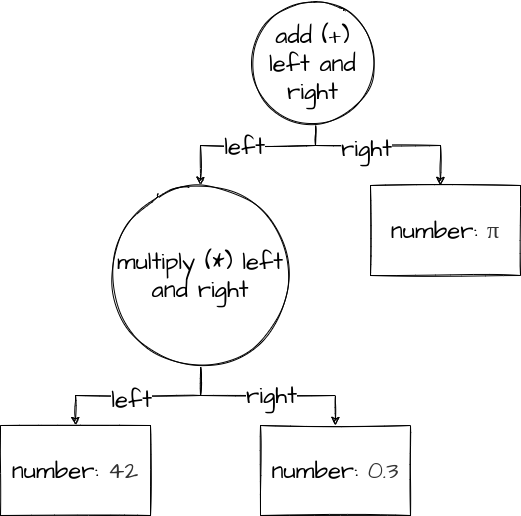 add (+)
left and
right
left
right
number: π
multiply (*) left
and right
left
right
number: 42
number: 0.3